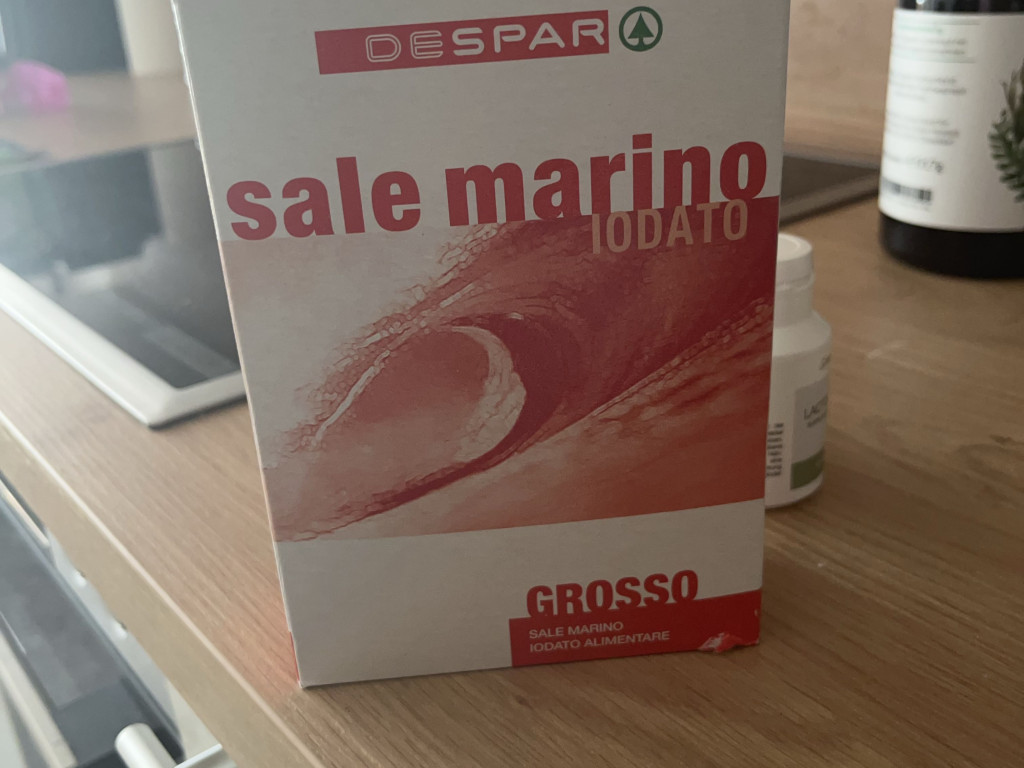 DESPAR
sale marino
IODATO
GROSSO
SALE MARINO
IODATO ALIMENTARE